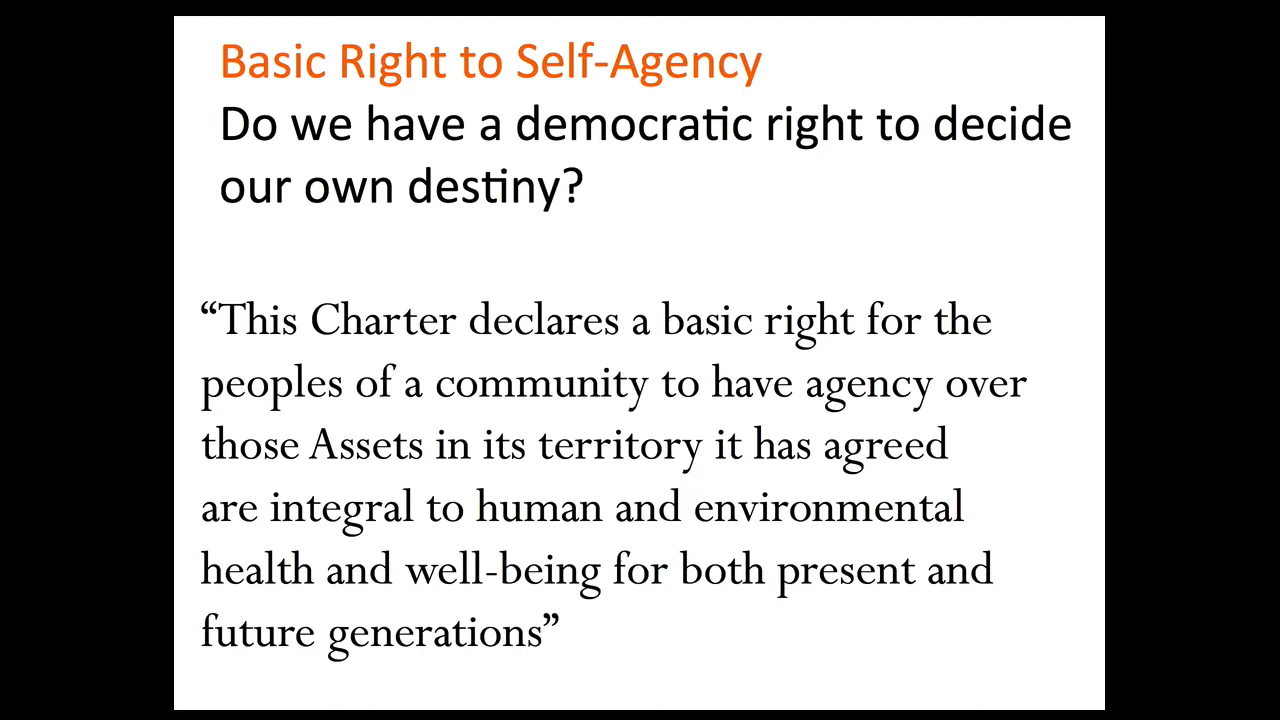 Basic Right to Self-Agency
Do we have a democratic right to decide
our own destiny?
“This Charter declares a basic right for the
peoples of a community to have agency over
those Assets in its territory it has agreed
are integral to human and environmental
health and well-being for both present and
future generations”